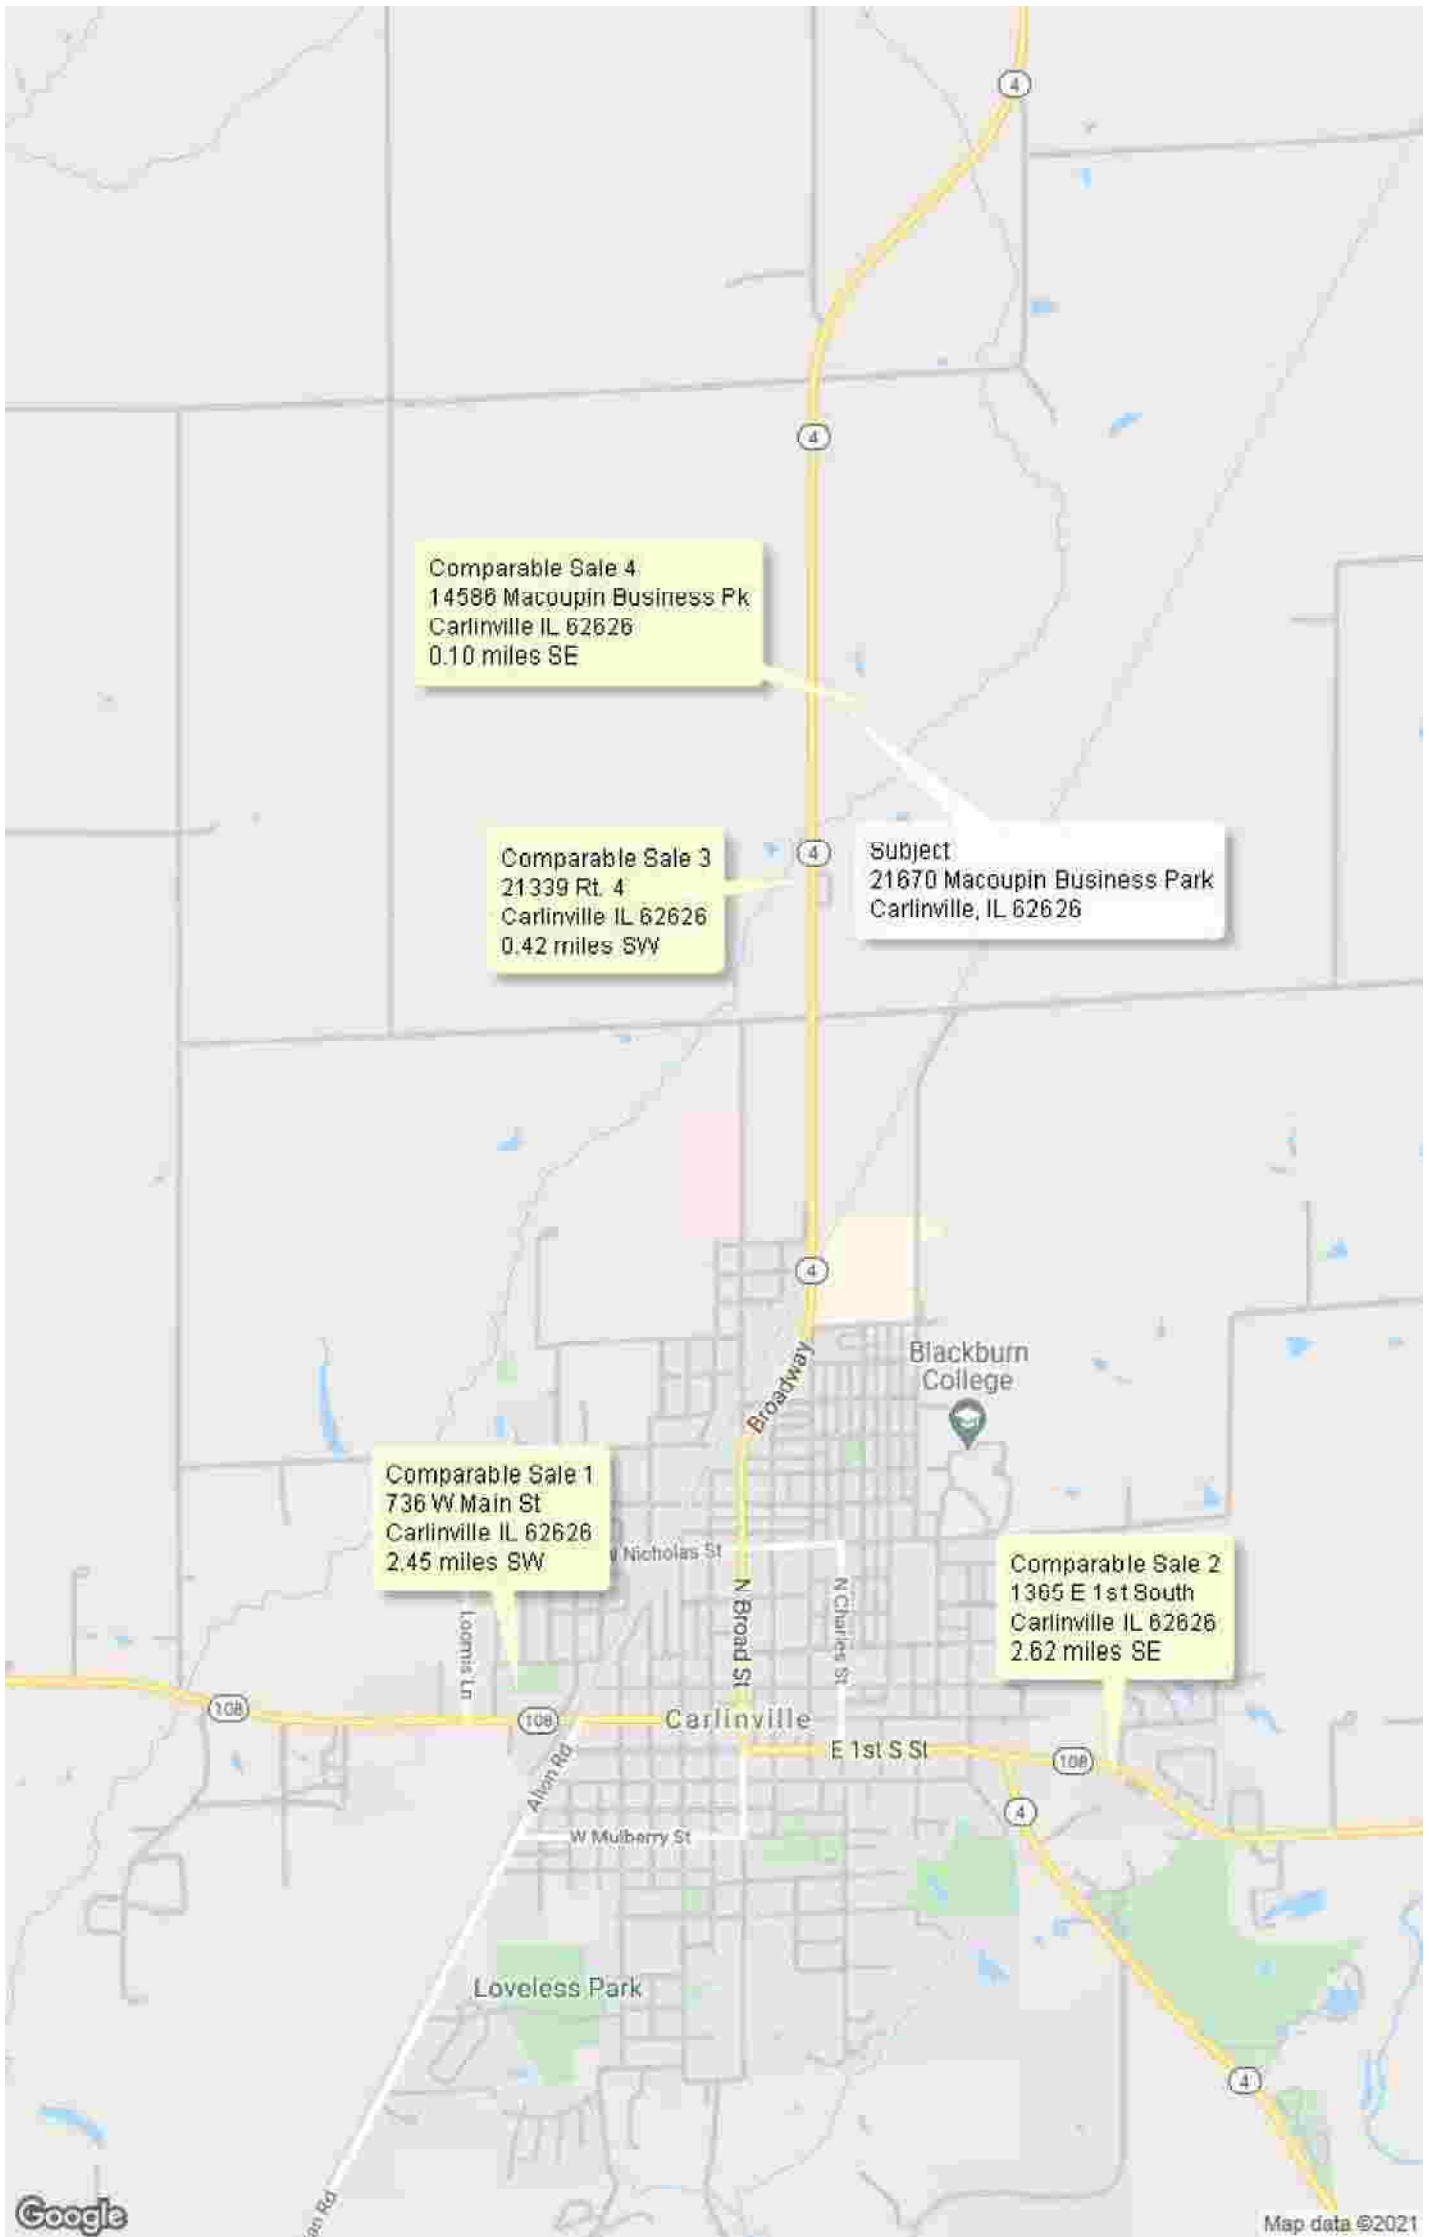 4
4
Comparable Sale 4
14586 Macoupin Business Pk
Carlinville IL 62626
0.10 miles SE
4
Subject
21670 Macoupin Business Park
Carlinville, IL 62626
Comparable Sale 3
21339 Rt. 4
Carlinville IL 62626
0.42 miles SW
4
Broadway
Blackburn
College
Comparable Sale 1
736 W Main St
Carlinville IL 62626
2.45 miles SW
Nicholas St
N Broad St
N Charles St
Comparable Sale 2
1365 E 1st South
Carlinville IL 62626
2.62 miles SE
Loomis Ln
108
108
Carlinville
E 1st S St
108
Alton Rd
4
W Mulberry St
Loveless Park
4
Rd
Google
Map data ©2021